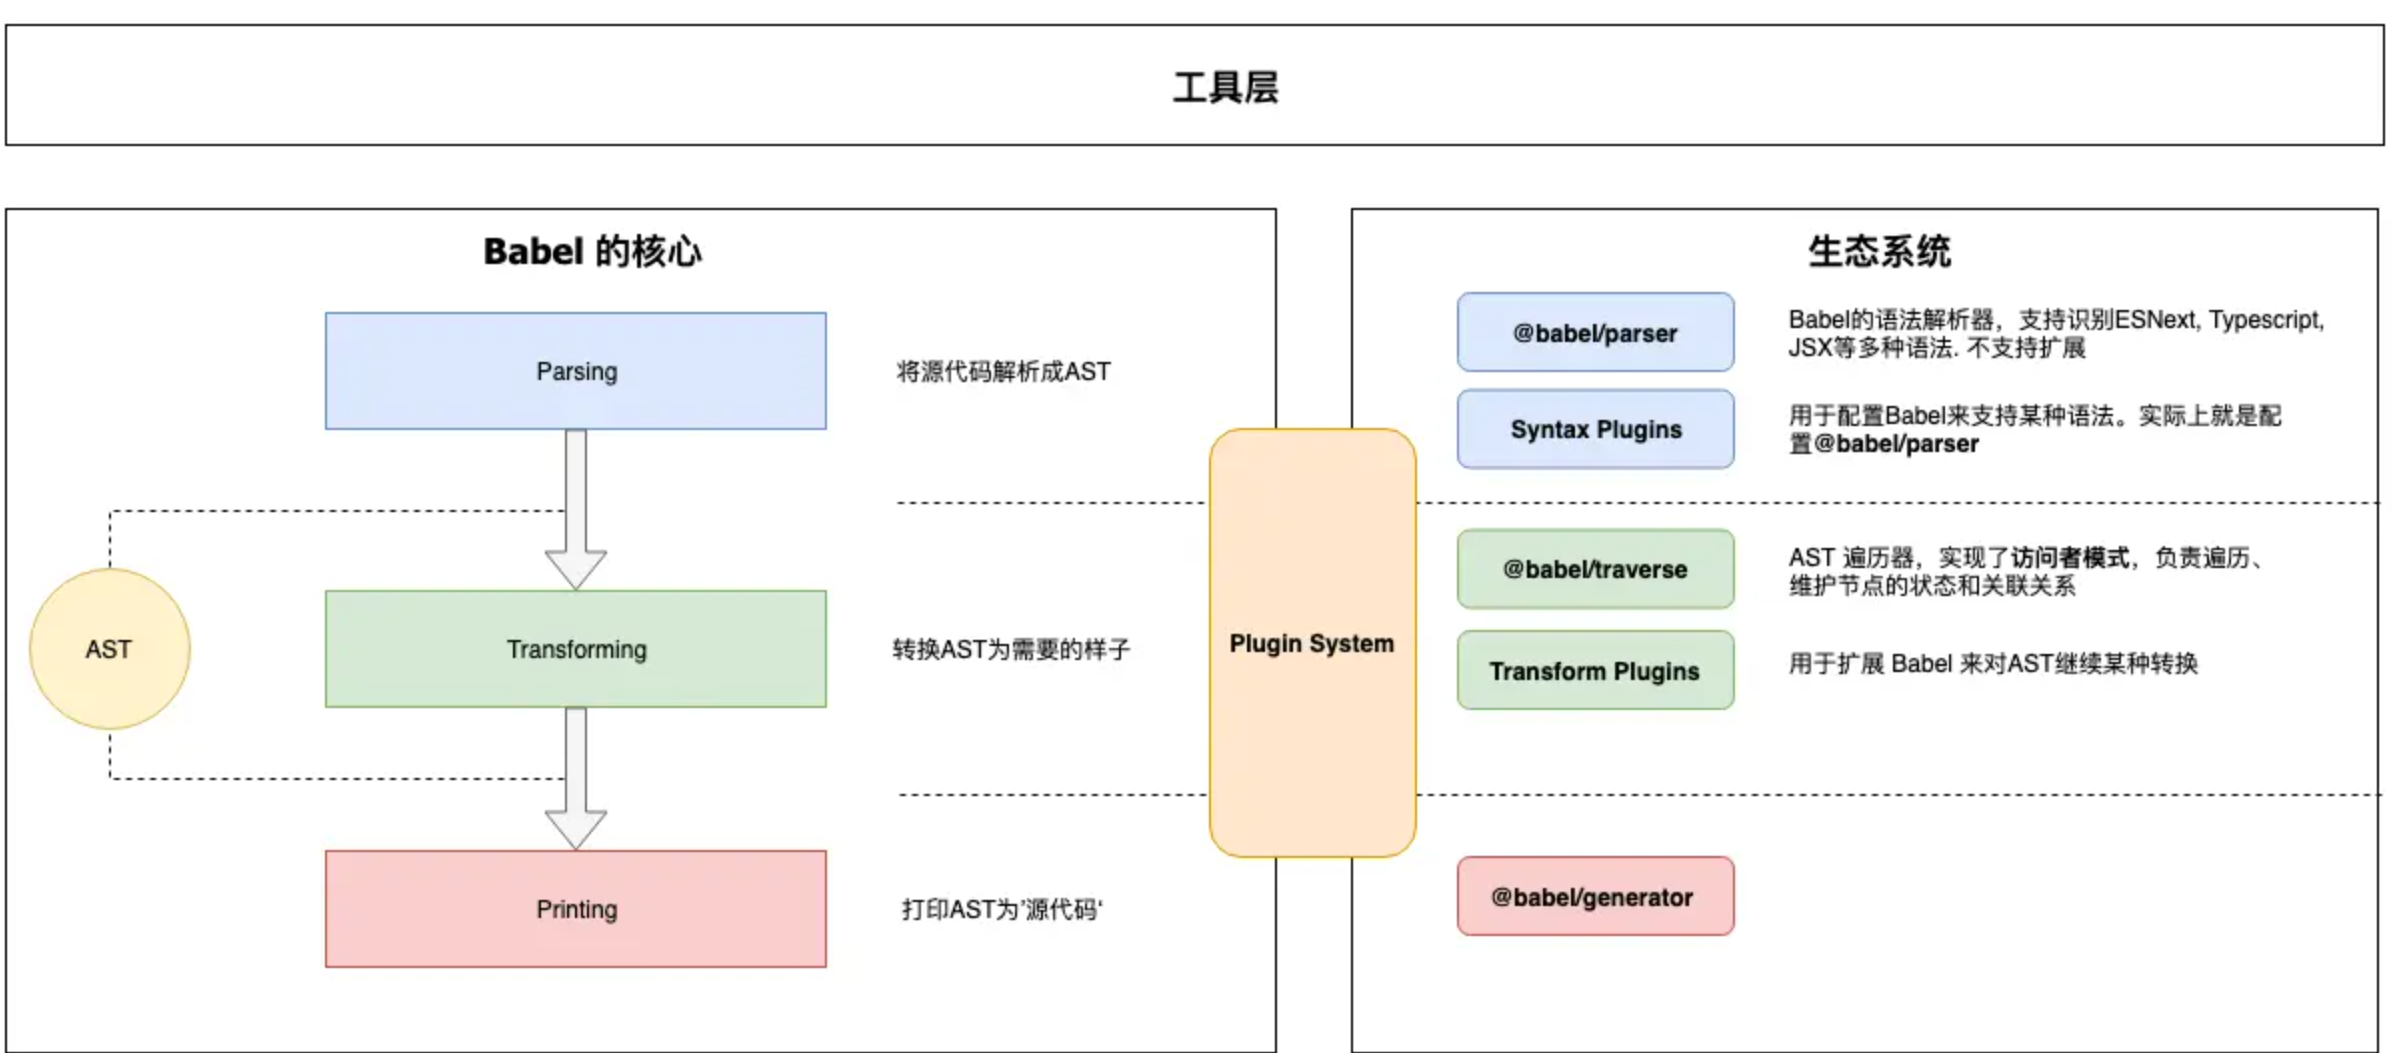 工具层
Babel 的核心
Parsing
将源代码解析成AST
AST
Transforming
转换AST为需要的样子
Printing
打印AST为’源代码‘
Plugin System
生态系统
@babel/parser
Babel的语法解析器，支持识别ESNext, Typescript,
JSX等多种语法. 不支持扩展
Syntax Plugins
用于配置Babel来支持某种语法。实际上就是配
置@babel/parser
@babel/traverse
AST 遍历器，实现了访问者模式，负责遍历、
维护节点的状态和关联关系
Transform Plugins
用于扩展 Babel 来对AST继续某种转换
@babel/generator